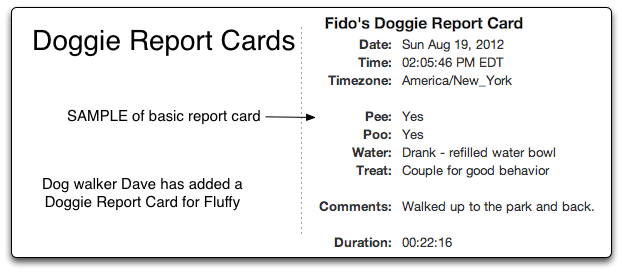 Doggie Report Cards
SAMPLE of basic report card
Dog walker Dave has added a
Doggie Report Card for Fluffy
Fido's Doggie Report Card
Date: Sun Aug 19, 2012
Time: 02:05:46 PM EDT
Timezone: America/New_York
Pee: Yes
Poo: Yes
Water: Drank - refilled water bowl
Treat: Couple for good behavior
Comments: Walked up to the park and back.
Duration: 00:22:16